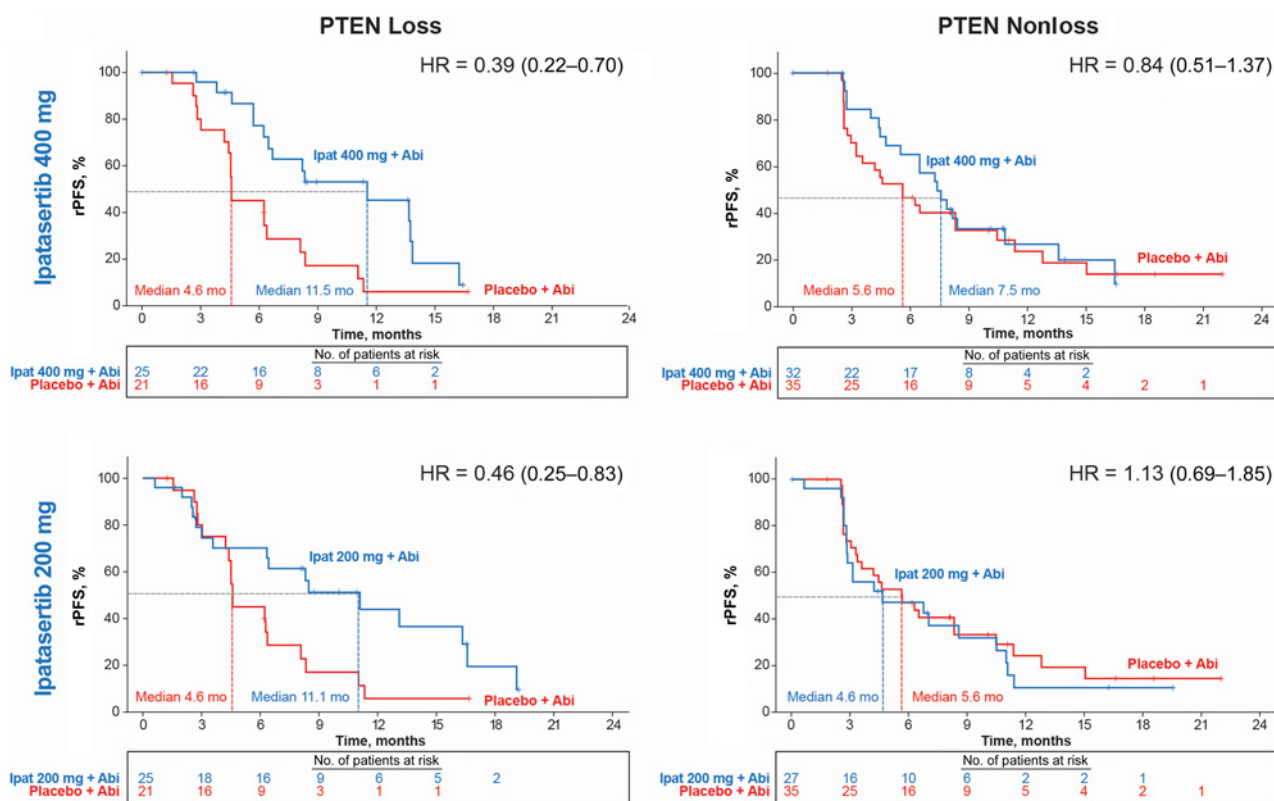 PTEN Loss
PTEN Nonloss
Ipatasertib 400 mg
HR = 0.39 (0.22–0.70)
rPFS, %
100
80
60
40
20
0
Ipat 400 mg + Abi
Placebo + Abi
Median 4.6 mo
Median 11.5 mo
0 3 6 9 12 15 18 21 24
Time, months
No. of patients at risk
Ipat 400 mg + Abi 25 22 16 8 6 2
Placebo + Abi 21 16 9 3 1 1
HR = 0.84 (0.51–1.37)
rPFS, %
100
80
60
40
20
0
Ipat 400 mg + Abi
Placebo + Abi
Median 5.6 mo
Median 7.5 mo
0 3 6 9 12 15 18 21 24
Time, months
No. of patients at risk
Ipat 400 mg + Abi 32 22 17 8 4 2
Placebo + Abi 35 25 16 9 5 4 2 1
Ipatasertib 200 mg
HR = 0.46 (0.25–0.83)
rPFS, %
100
80
60
40
20
0
Ipat 200 mg + Abi
Placebo + Abi
Median 4.6 mo
Median 11.1 mo
0 3 6 9 12 15 18 21 24
Time, months
No. of patients at risk
Ipat 200 mg + Abi 25 18 16 9 6 5 2
Placebo + Abi 21 16 9 3 1 1
HR = 1.13 (0.69–1.85)
rPFS, %
100
80
60
40
20
0
Ipat 200 mg + Abi
Placebo + Abi
Median 4.6 mo
Median 5.6 mo
0 3 6 9 12 15 18 21 24
Time, months
No. of patients at risk
Ipat 200 mg + Abi 27 16 10 6 2 2 1
Placebo + Abi 35 25 16 9 5 4 2 1